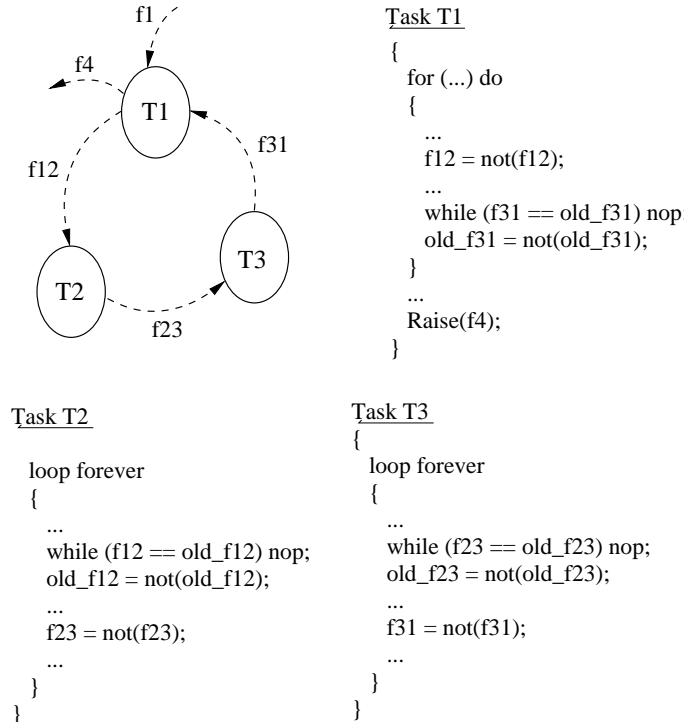 f1
f4
T1
f31
f12
T3
T2
f23
Task T1
{
for (...) do
{
...
f12 = not(f12);
...
while (f31 == old_f31) nop;
old_f31 = not(old_f31);
}
...
Raise(f4);
}
Task T2
loop forever
{
...
while (f12 == old_f12) nop;
old_f12 = not(old_f12);
...
f23 = not(f23);
...
}
}
Task T3
{
loop forever
{
...
while (f23 == old_f23) nop;
old_f23 = not(old_f23);
...
f31 = not(f31);
...
}
}